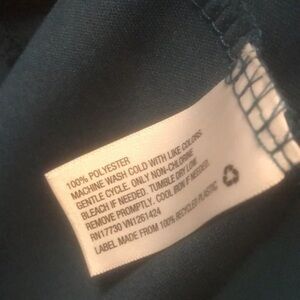 100% POLYESTER
MACHINE WASH COLD WITH LIKE COLORS
GENTLE CYCLE. ONLY NON-CHLORINE
BLEACH IF NEEDED. TUMBLE DRY LOW.
REMOVE PROMPTLY. COOL IRON IF NEEDED.
RN17730 VN1261424
LABEL MADE FROM 100% RECYCLED PLASTIC